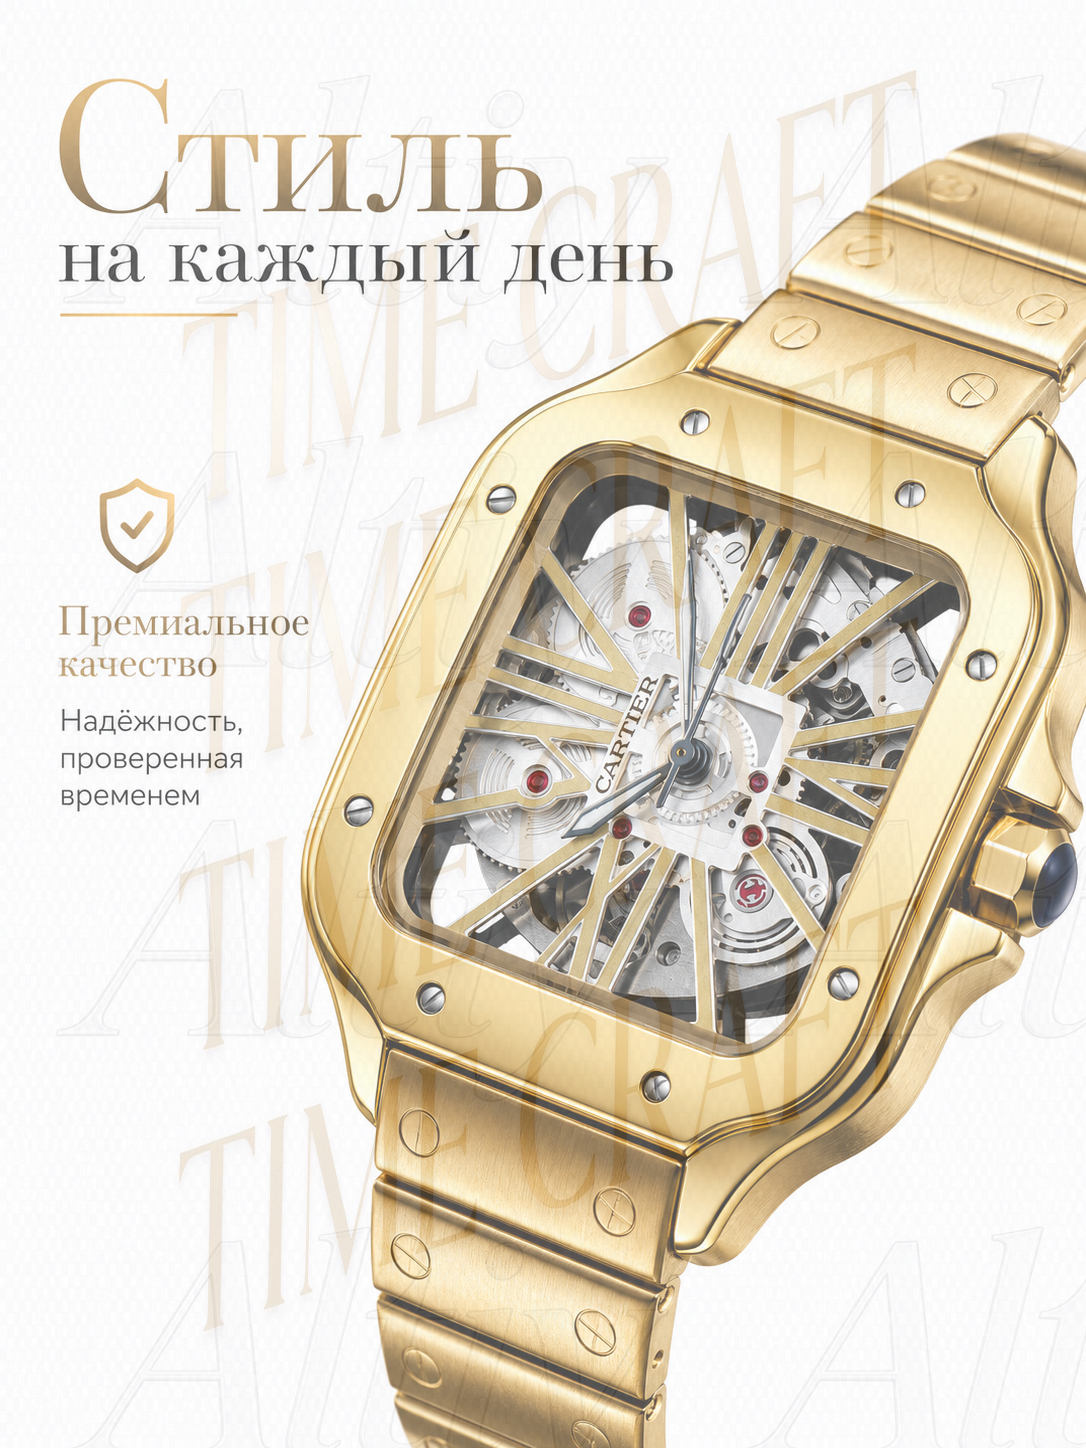 Стиль
на каждый день
Премиальное
качество
Надёжность,
проверенная
временем
CARTIER
TIME CRAFT
TIME CRAFT
TIME CRAFT
TIME CRAFT